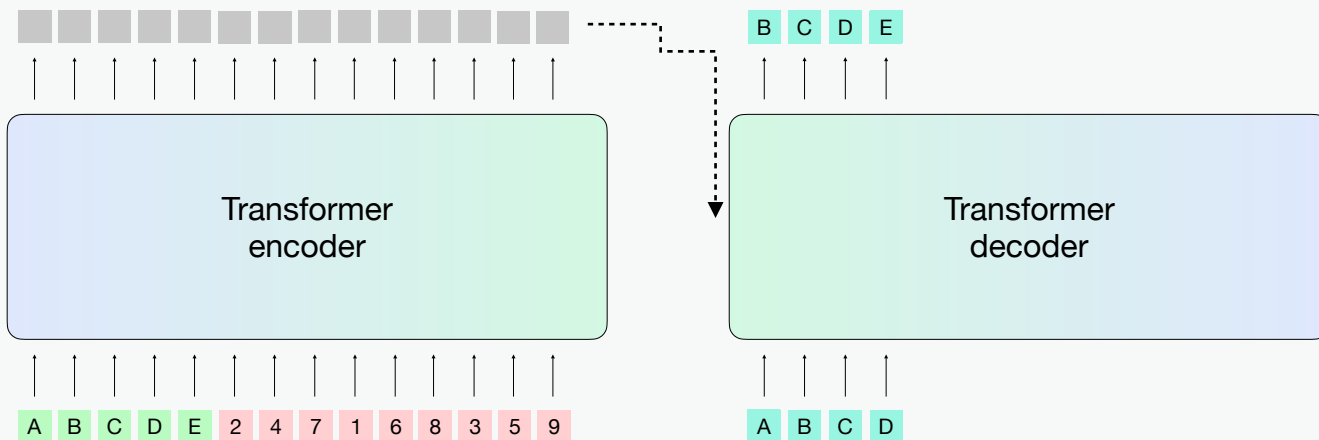 B C D E
Transformer
encoder
Transformer
decoder
A B C D E 2 4 7 1 6 8 3 5 9
A B C D